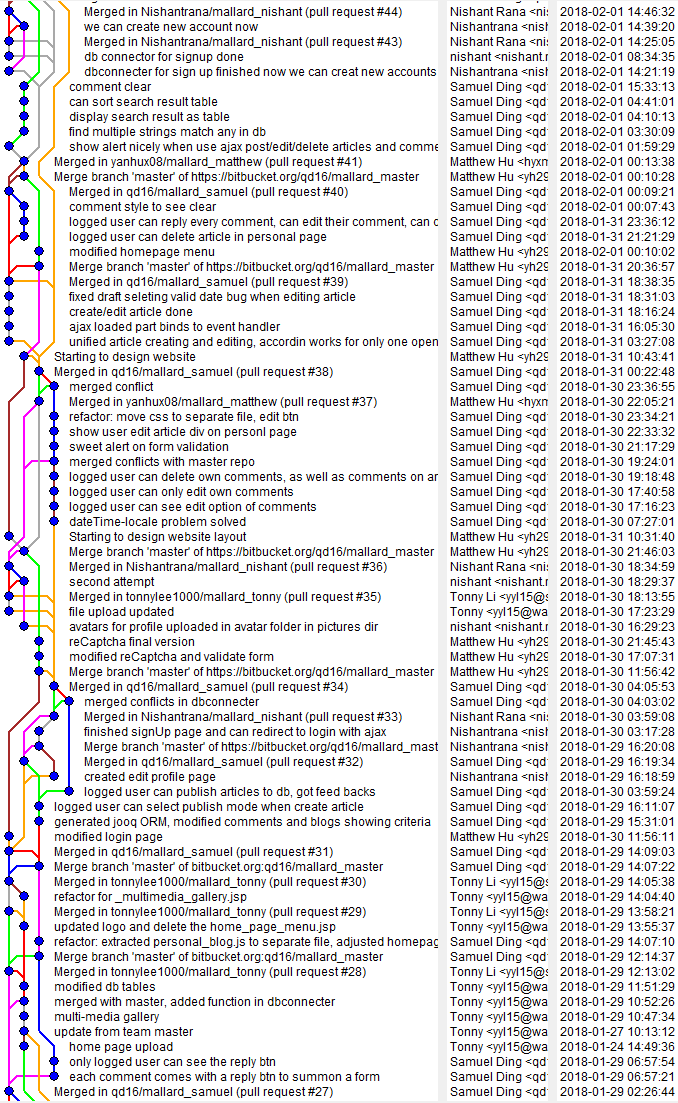 Merged in Nishantrana/mallard_nishant (pull request #44) Nishant Rana <nis 2018-02-01 14:46:32
we can create new account now Nishantrana <nish 2018-02-01 14:39:20
Merged in Nishantrana/mallard_nishant (pull request #43) Nishant Rana <nis 2018-02-01 14:25:05
db connector for signup done nishant <nishant.r 2018-02-01 08:34:35
dbconnector for sign up finished now we can creat new accounts Nishantrana <nish 2018-02-01 14:21:19
comment clear Samuel Ding <qd 2018-02-01 15:33:13
can sort search result table Samuel Ding <qd 2018-02-01 04:41:01
display search result as table Samuel Ding <qd 2018-02-01 04:10:13
find multiple strings match any in db Samuel Ding <qd 2018-02-01 03:30:09
show alert nicely when use ajax post/edit/delete articles and comme Samuel Ding <qd 2018-02-01 01:59:29
Merged in yanhux08/mallard_matthew (pull request #41) Matthew Hu <hyxm 2018-02-01 00:13:38
Merge branch 'master' of https://bitbucket.org/qd16/mallard_master Matthew Hu <yh29 2018-02-01 00:10:28
Merged in qd16/mallard_samuel (pull request #40) Samuel Ding <qd 2018-02-01 00:09:21
comment style to see clear Samuel Ding <qd 2018-02-01 00:07:43
logged user can reply every comment, can edit their comment, can c Samuel Ding <qd 2018-01-31 23:36:12
logged user can delete article in personal page Samuel Ding <qd 2018-01-31 21:21:29
modified homepage menu Matthew Hu <yh29 2018-02-01 00:10:02
Merge branch 'master' of https://bitbucket.org/qd16/mallard_master Matthew Hu <yh29 2018-01-31 20:36:57
Merged in qd16/mallard_samuel (pull request #39) Samuel Ding <qd 2018-01-31 18:38:35
fixed draft seleting valid date bug when editing article Samuel Ding <qd 2018-01-31 18:31:03
create/edit article done Samuel Ding <qd 2018-01-31 18:16:24
ajax loaded part binds to event handler Samuel Ding <qd 2018-01-31 16:05:30
unified article creating and editing, accordin works for only one open Samuel Ding <qd 2018-01-31 03:27:08
Starting to design website Matthew Hu <yh29 2018-01-31 10:43:41
Merged in qd16/mallard_samuel (pull request #38) Samuel Ding <qd 2018-01-31 00:22:48
merged conflict Samuel Ding <qd 2018-01-30 23:36:55
Merged in yanhux08/mallard_matthew (pull request #37) Matthew Hu <hyxm 2018-01-30 22:05:21
refactor: move css to separate file, edit btn Samuel Ding <qd 2018-01-30 23:34:21
show user edit article div on personl page Samuel Ding <qd 2018-01-30 22:33:32
sweet alert on form validation Samuel Ding <qd 2018-01-30 21:17:29
merged conflicts with master repo Samuel Ding <qd 2018-01-30 19:24:01
logged user can delete own comments, as well as comments on ar Samuel Ding <qd 2018-01-30 19:18:48
logged user can only edit own comments Samuel Ding <qd 2018-01-30 17:40:58
logged user can see edit option of comments Samuel Ding <qd 2018-01-30 17:16:23
dateTime-locale problem solved Samuel Ding <qd 2018-01-30 07:27:01
Starting to design website layout Matthew Hu <yh29 2018-01-31 10:31:40
Merge branch 'master' of https://bitbucket.org/qd16/mallard_master Matthew Hu <yh29 2018-01-30 21:46:03
Merged in Nishantrana/mallard_nishant (pull request #36) Nishant Rana <nis 2018-01-30 18:34:59
second attempt nishant <nishant.r 2018-01-30 18:29:37
Merged in tonnylee1000/mallard_tonny (pull request #35) Tonny Li <yyl15@s 2018-01-30 18:13:55
file upload updated Tonny <yyl15@wa 2018-01-30 17:23:29
avatars for profile uploaded in avatar folder in pictures dir nishant <nishant.r 2018-01-30 16:29:23
reCaptcha final version Matthew Hu <yh29 2018-01-30 21:45:43
modified reCaptcha and validate form Matthew Hu <yh29 2018-01-30 17:07:31
Merge branch 'master' of https://bitbucket.org/qd16/mallard_master Matthew Hu <yh29 2018-01-30 11:56:42
Merged in qd16/mallard_samuel (pull request #34) Samuel Ding <qd 2018-01-30 04:05:53
merged conflicts in dbconnecter Samuel Ding <qd 2018-01-30 04:03:02
Merged in Nishantrana/mallard_nishant (pull request #33) Nishant Rana <nis 2018-01-30 03:59:08
finished signUp page and can redirect to login with ajax Nishantrana <nish 2018-01-30 03:17:28
Merge branch 'master' of https://bitbucket.org/qd16/mallard_mast Nishantrana <nish 2018-01-29 16:20:08
Merged in qd16/mallard_samuel (pull request #32) Samuel Ding <qd 2018-01-29 16:19:34
created edit profile page Nishantrana <nish 2018-01-29 16:18:59
logged user can publish articles to db, got feed backs Samuel Ding <qd 2018-01-30 03:59:24
logged user can select publish mode when create article Samuel Ding <qd 2018-01-29 16:11:07
generated jooq ORM, modified comments and blogs showing criteria Samuel Ding <qd 2018-01-29 15:31:01
modified login page Matthew Hu <yh29 2018-01-30 11:56:11
Merged in qd16/mallard_samuel (pull request #31) Samuel Ding <qd 2018-01-29 14:09:03
Merge branch 'master' of bitbucket.org:qd16/mallard_master Samuel Ding <qd 2018-01-29 14:07:22
Merged in tonnylee1000/mallard_tonny (pull request #30) Tonny Li <yyl15@s 2018-01-29 14:05:38
refactor for _multimedia_gallery.jsp Tonny <yyl15@wa 2018-01-29 14:04:40
Merged in tonnylee1000/mallard_tonny (pull request #29) Tonny Li <yyl15@s 2018-01-29 13:58:21
updated logo and delete the home_page_menu.jsp Tonny <yyl15@wa 2018-01-29 13:55:37
refactor: extracted personal_blog.js to separate file, adjusted homepag Samuel Ding <qd 2018-01-29 14:07:10
Merge branch 'master' of bitbucket.org:qd16/mallard_master Samuel Ding <qd 2018-01-29 12:14:37
Merged in tonnylee1000/mallard_tonny (pull request #28) Tonny Li <yyl15@s 2018-01-29 12:13:02
modified db tables Tonny <yyl15@wa 2018-01-29 11:51:29
merged with master, added function in dbconnecter Tonny <yyl15@wa 2018-01-29 10:52:26
multi-media gallery Tonny <yyl15@wa 2018-01-29 10:47:34
update from team master Tonny <yyl15@wa 2018-01-27 10:13:12
home page upload Tonny <yyl15@wa 2018-01-24 14:49:36
only logged user can see the reply btn Samuel Ding <qd 2018-01-29 06:57:54
each comment comes with a reply btn to summon a form Samuel Ding <qd 2018-01-29 06:57:21
Merged in qd16/mallard_samuel (pull request #27) Samuel Ding <qd 2018-01-29 02:26:44